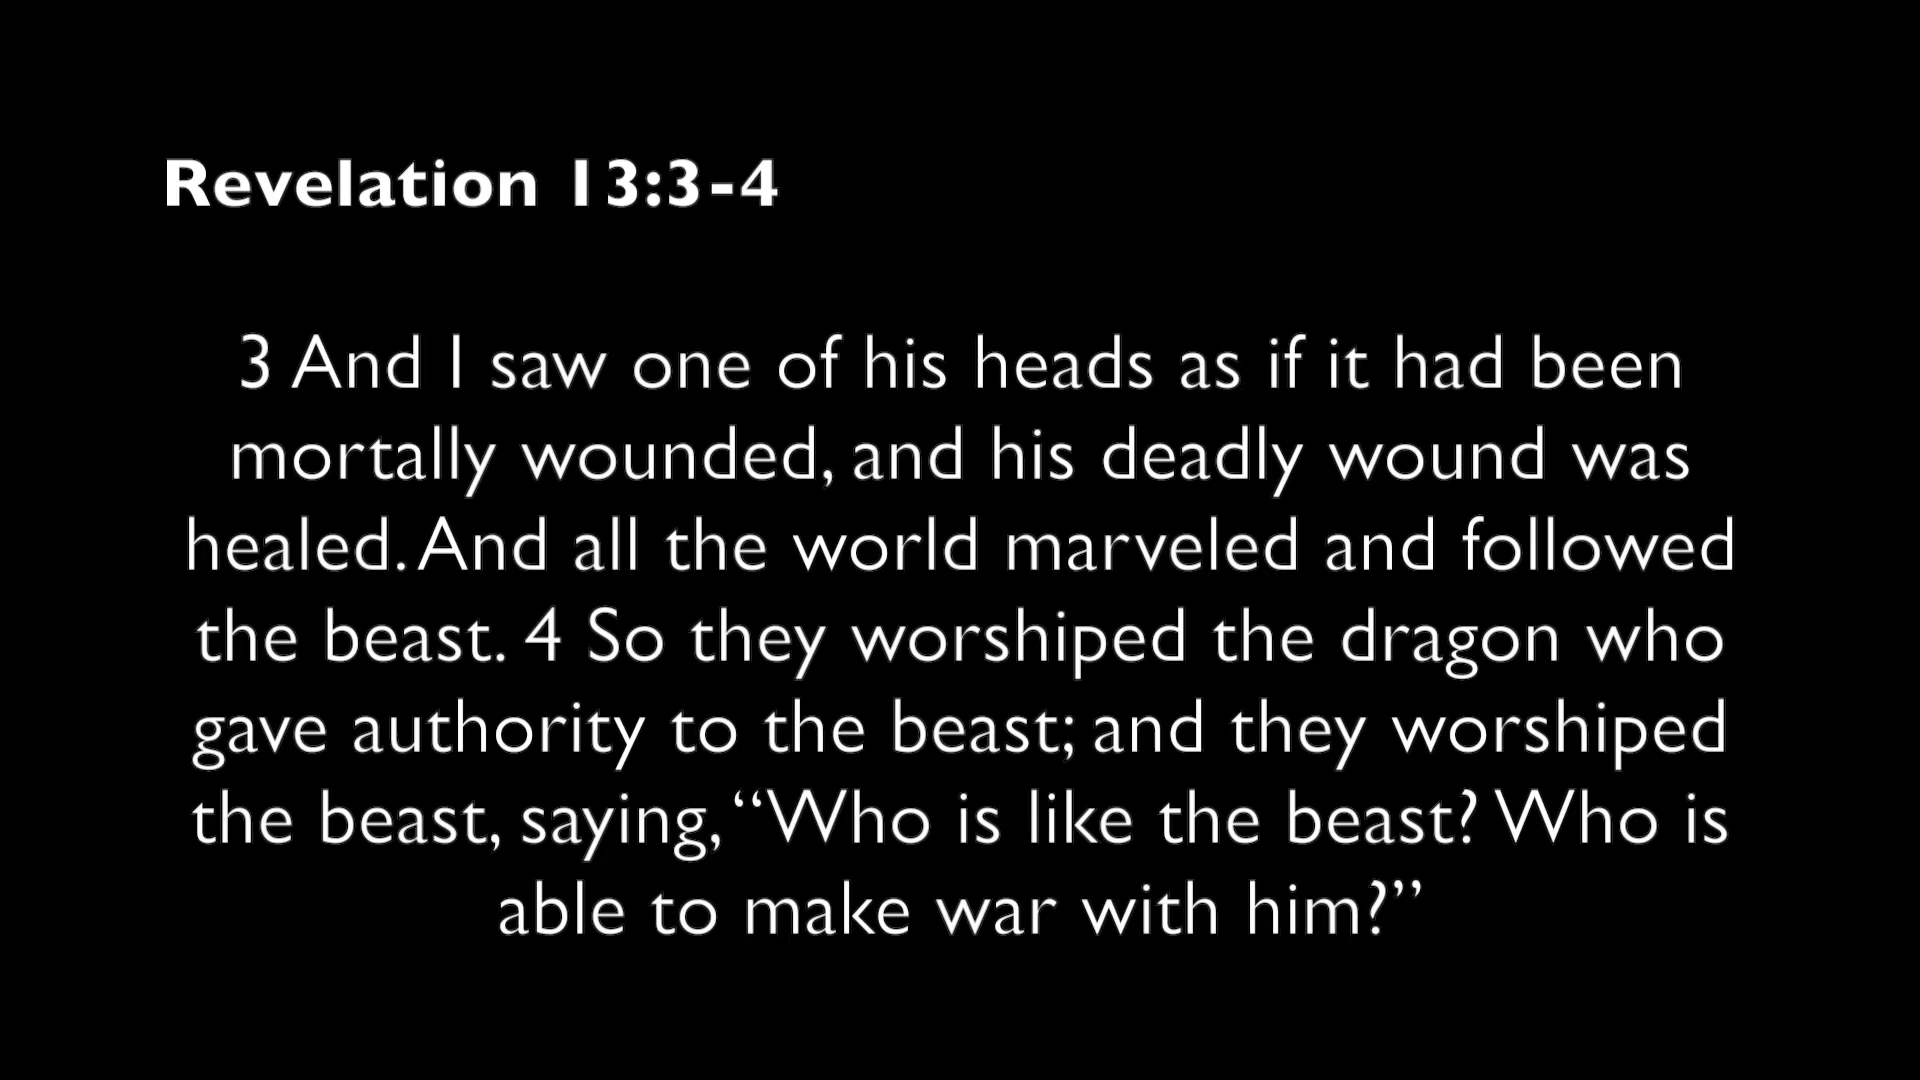 Revelation 13:3-4
3 And I saw one of his heads as if it had been
mortally wounded, and his deadly wound was
healed. And all the world marveled and followed
the beast. 4 So they worshiped the dragon who
gave authority to the beast; and they worshiped
the beast, saying, “Who is like the beast? Who is
able to make war with him?”